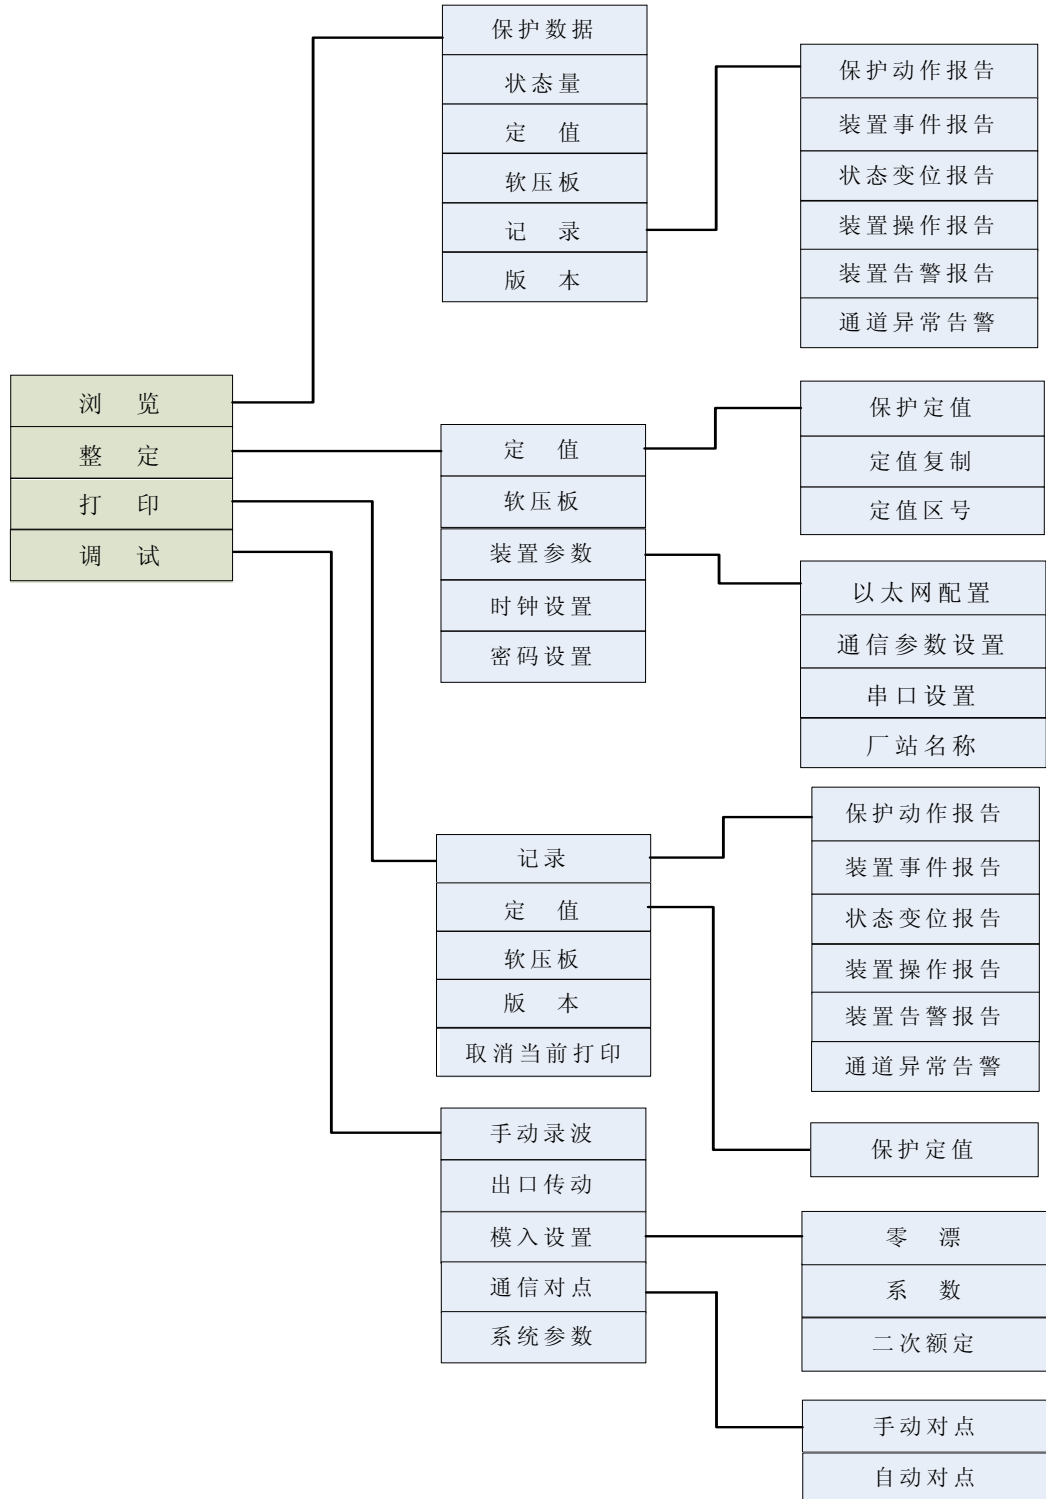 浏 览
整 定
打 印
调 试
保护数据
状态量
定 值
软压板
记 录
版 本
保护动作报告
装置事件报告
状态变位报告
装置操作报告
装置告警报告
通道异常告警
定 值
软压板
装置参数
时钟设置
密码设置
保护定值
定值复制
定值区号
以太网配置
通信参数设置
串口设置
厂站名称
记录
定 值
软压板
版 本
取消当前打印
保护动作报告
装置事件报告
状态变位报告
装置操作报告
装置告警报告
通道异常告警
保护定值
手动录波
出口传动
模入设置
通信对点
系统参数
零 漂
系 数
二次额定
手动对点
自动对点